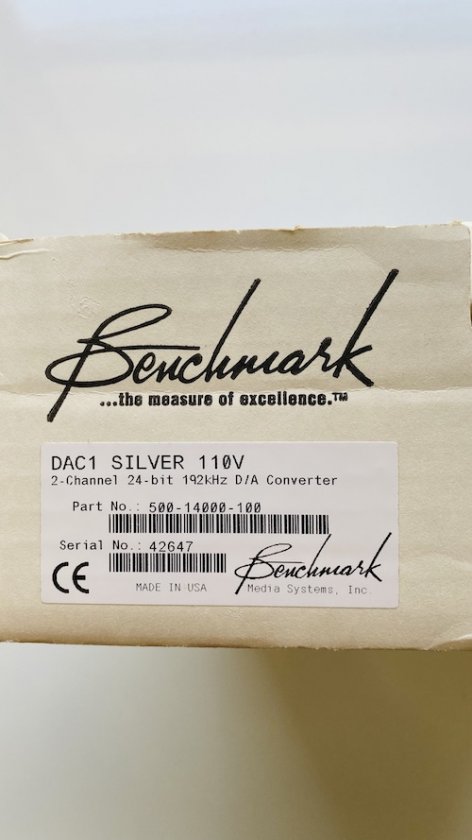 Benchmark
...the measure of excellence.™
DAC1 SILVER 110V
2-Channel 24-bit 192kHz D/A Converter
Part No.: 500-14000-100
Serial No.: 42647
CE
MADE IN USA
Benchmark
Media Systems, Inc.